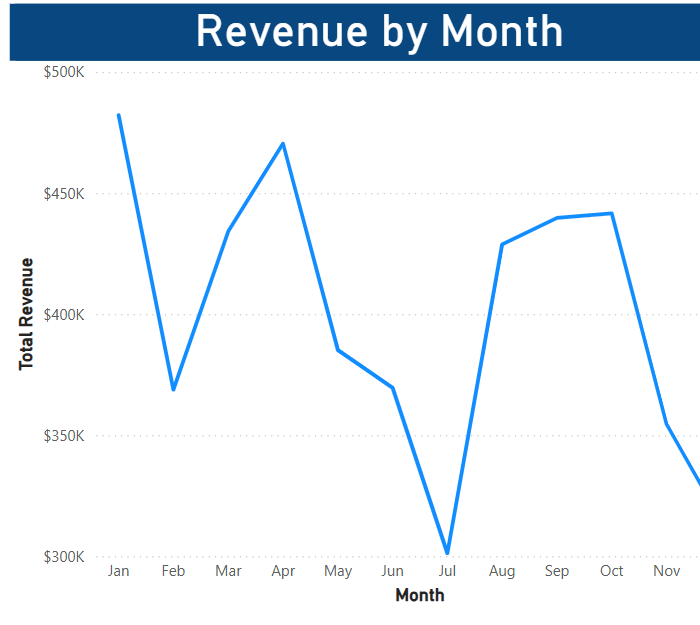 Revenue by Month
$500K
$450K
$400K
$350K
$300K
Total Revenue
Jan Feb Mar Apr May Jun Jul Aug Sep Oct Nov
Month